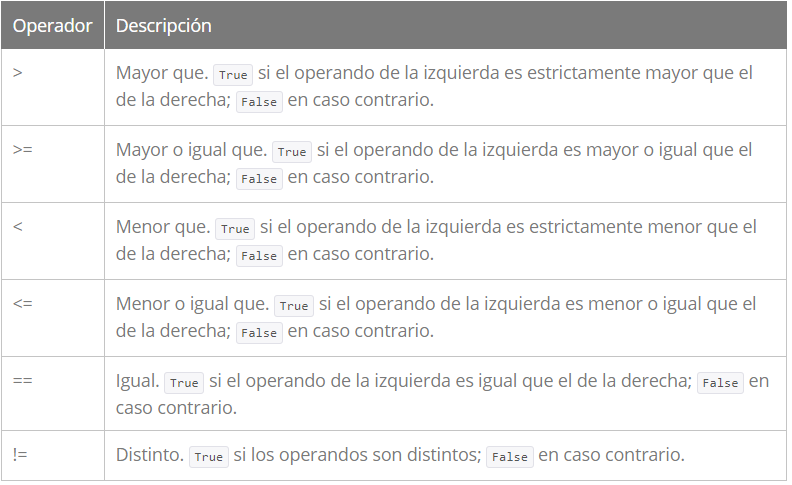 Operador Descripción
> Mayor que. True si el operando de la izquierda es estrictamente mayor que el
de la derecha; False en caso contrario.
>= Mayor o igual que. True si el operando de la izquierda es mayor o igual que el
de la derecha; False en caso contrario.
< Menor que. True si el operando de la izquierda es estrictamente menor que el
de la derecha; False en caso contrario.
<= Menor o igual que. True si el operando de la izquierda es menor o igual que el
de la derecha; False en caso contrario.
== Igual. True si el operando de la izquierda es igual que el de la derecha; False en
caso contrario.
!= Distinto. True si los operandos son distintos; False en caso contrario.